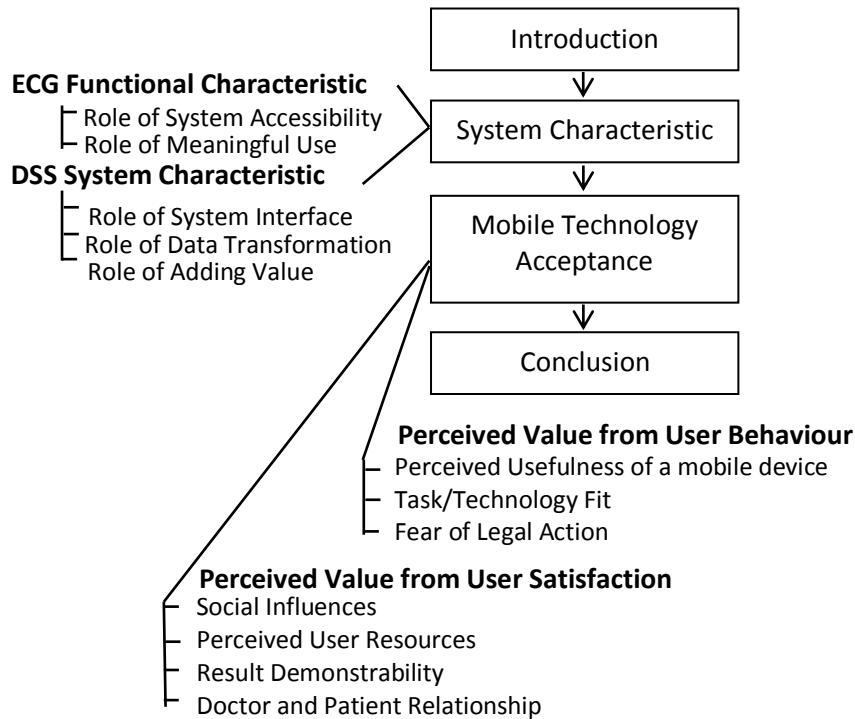 Introduction
ECG Functional Characteristic
Role of System Accessibility
Role of Meaningful Use
System Characteristic
DSS System Characteristic
Role of System Interface
Role of Data Transformation
Role of Adding Value
Mobile Technology
Acceptance
Conclusion
Perceived Value from User Behaviour
Perceived Usefulness of a mobile device
Task/Technology Fit
Fear of Legal Action
Perceived Value from User Satisfaction
Social Influences
Perceived User Resources
Result Demonstrability
Doctor and Patient Relationship